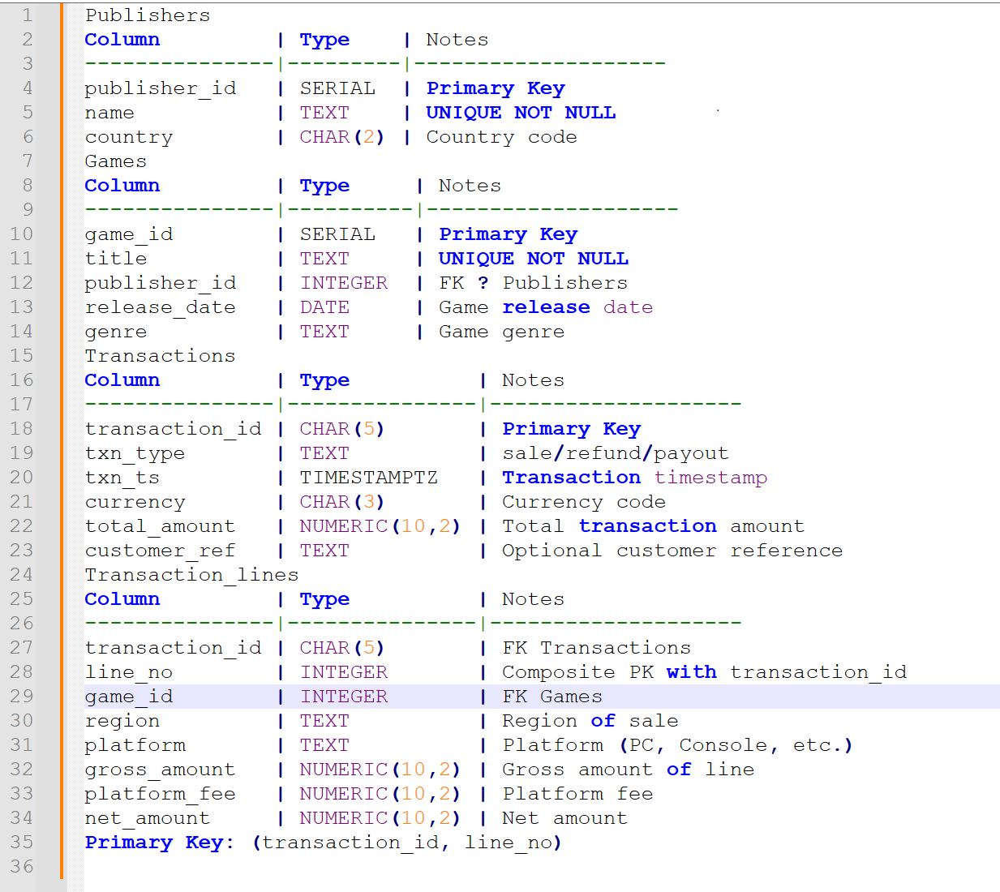 1 Publishers
2 Column | Type | Notes
3 ---------------|---------|--------------------
4 publisher_id | SERIAL | Primary Key
5 name | TEXT | UNIQUE NOT NULL
6 country | CHAR(2) | Country code
7 Games
8 Column | Type | Notes
9 ---------------|----------|--------------------
10 game_id | SERIAL | Primary Key
11 title | TEXT | UNIQUE NOT NULL
12 publisher_id | INTEGER | FK ? Publishers
13 release_date | DATE | Game release date
14 genre | TEXT | Game genre
15 Transactions
16 Column | Type | Notes
17 ---------------|---------------|--------------------
18 transaction_id | CHAR(5) | Primary Key
19 txn_type | TEXT | sale/refund/payout
20 txn_ts | TIMESTAMPTZ | Transaction timestamp
21 currency | CHAR(3) | Currency code
22 total_amount | NUMERIC(10,2) | Total transaction amount
23 customer_ref | TEXT | Optional customer reference
24 Transaction_lines
25 Column | Type | Notes
26 ---------------|---------------|--------------------
27 transaction_id | CHAR(5) | FK Transactions
28 line_no | INTEGER | Composite PK with transaction_id
29 game_id | INTEGER | FK Games
30 region | TEXT | Region of sale
31 platform | TEXT | Platform (PC, Console, etc.)
32 gross_amount | NUMERIC(10,2) | Gross amount of line
33 platform_fee | NUMERIC(10,2) | Platform fee
34 net_amount | NUMERIC(10,2) | Net amount
35 Primary Key: (transaction_id, line_no)
36